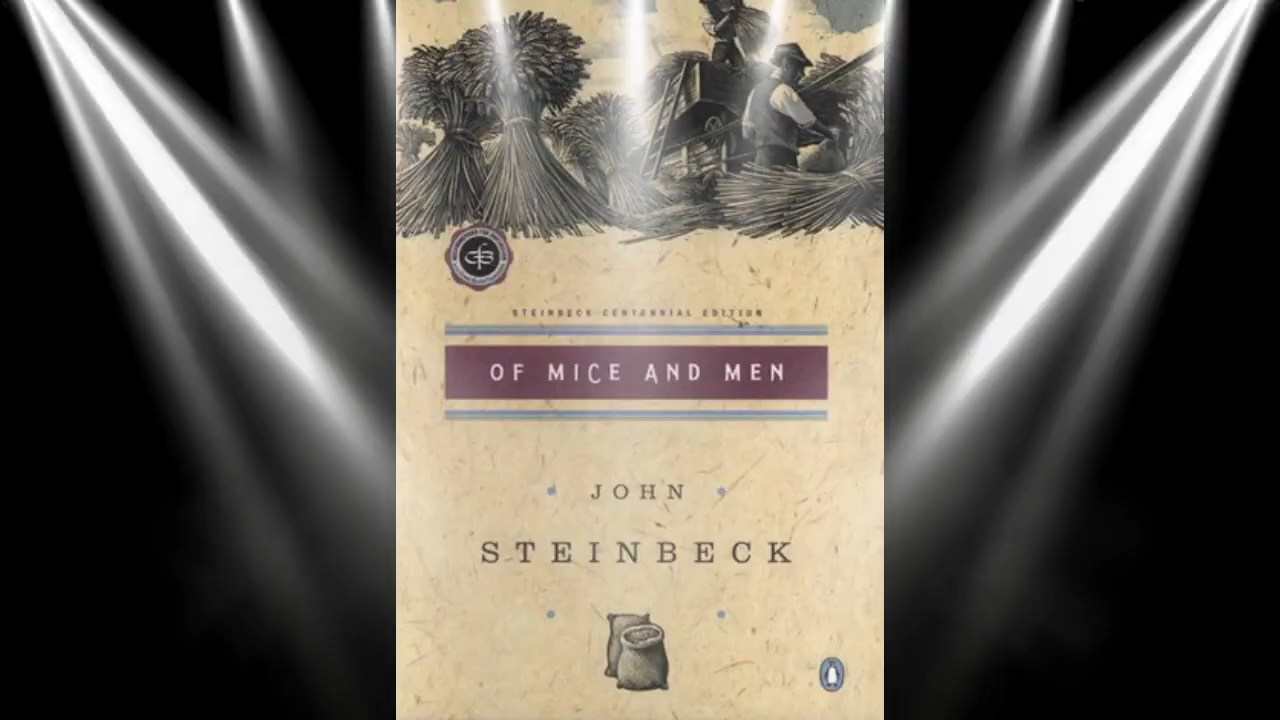 STEINBECK CENTENNIAL EDITION
OF MICE AND MEN
JOHN
STEINBECK